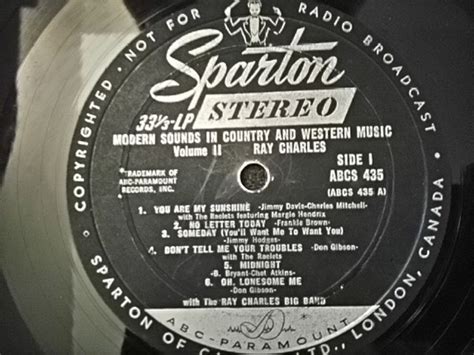 COPYRIGHTED · NOT FOR
RADIO BROADCAST
Sparton
33⅓-LP STEREO
MODERN SOUNDS IN COUNTRY AND WESTERN MUSIC
Volume II RAY CHARLES
TRADEMARK OF
ABC-PARAMOUNT
RECORDS, INC.
SIDE 1
ABCS 435
(ABCS 435 A)
1. YOU ARE MY SUNSHINE -Jimmy Davis-Charles Mitchell
with The Raelets featuring Margie Hendrix
2. NO LETTER TODAY -Frankie Brown
3. SOMEDAY (You'll Want Me To Want You)
-Jimmy Hodges
4. DON'T TELL ME YOUR TROUBLES -Don Gibson
with The Raelets
5. MIDNIGHT
-B. Bryant-Chet Atkins
6. OH, LONESOME ME
-Don Gibson
with The RAY CHARLES BIG BAND
ABC-PARAMOUNT
SPARTON OF LTD., LONDON, CANADA